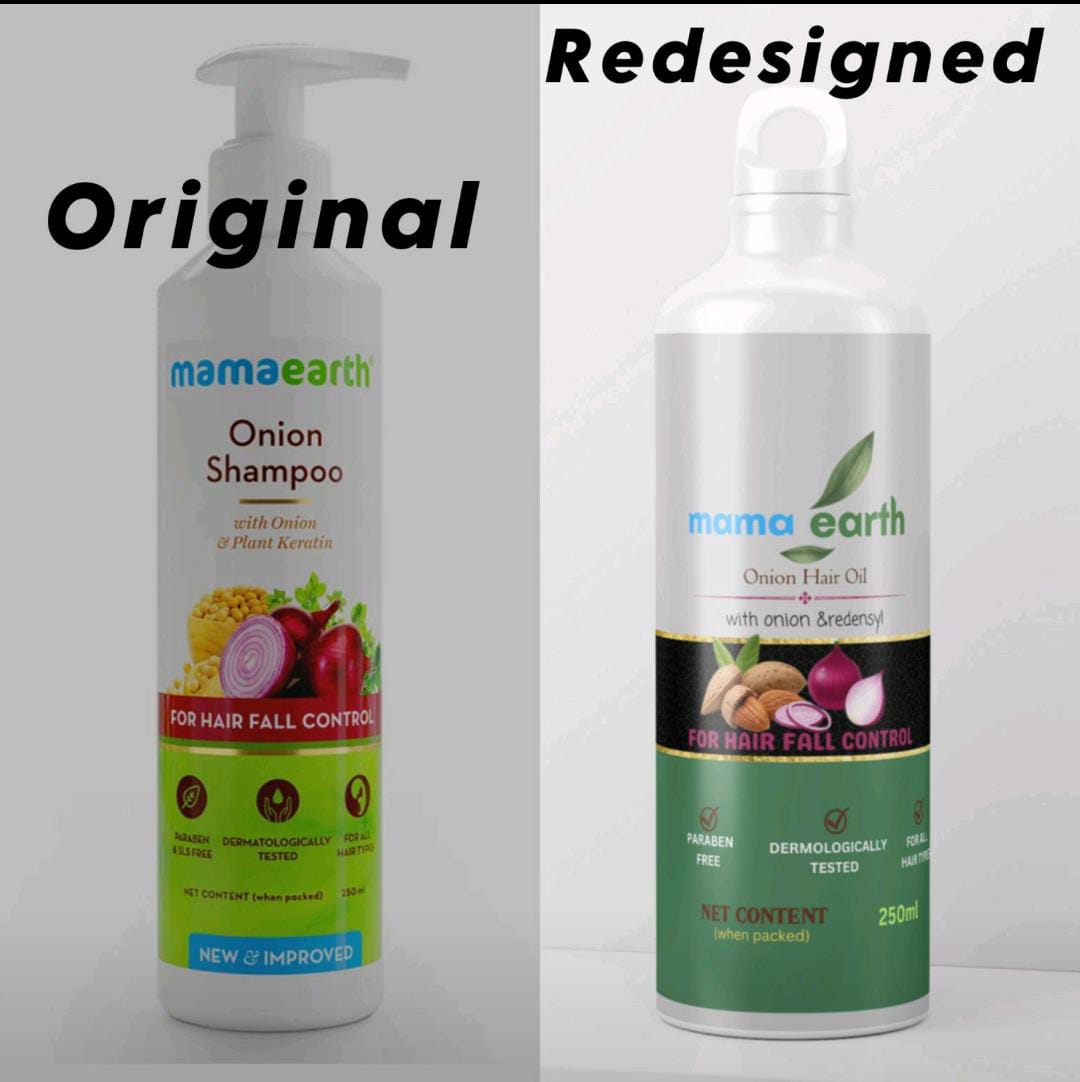 Original
mamaearth®
Onion
Shampoo
with Onion
& Plant Keratin
FOR HAIR FALL CONTROL
PARABEN
& SLS FREE
DERMATOLOGICALLY
TESTED
FOR ALL
HAIR TYPES
NET CONTENT (when packed) 250 ml
NEW & IMPROVED
Redesigned
mama earth
Onion Hair Oil
with onion &redensyl
FOR HAIR FALL CONTROL
PARABEN
FREE
DERMOLOGICALLY
TESTED
FOR ALL
HAIR TYPE
NET CONTENT
(when packed)
250ml